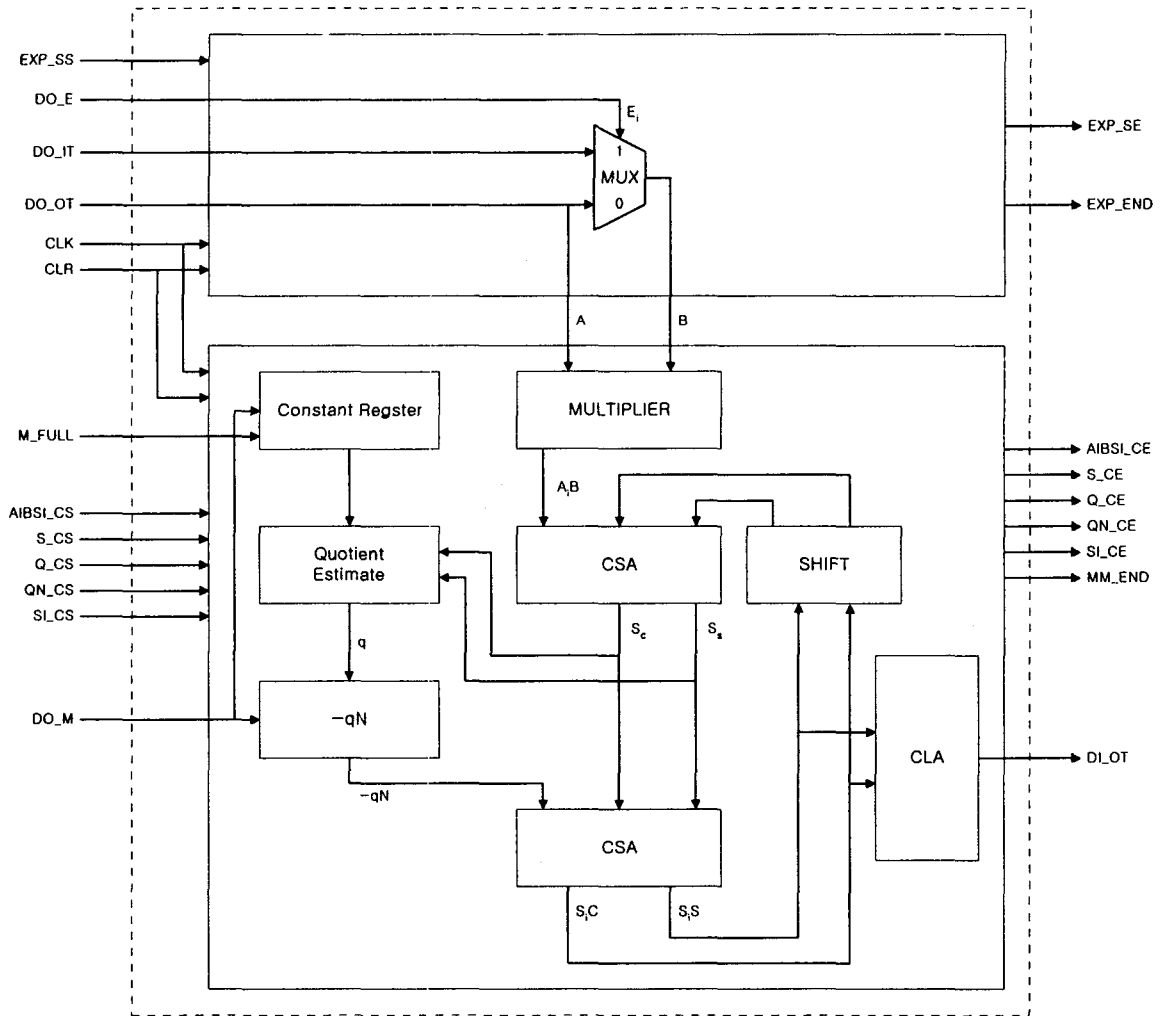 EXP_SS
DO_E
E_i
DO_IT
1
MUX
DO_OT
0
CLK
CLR
EXP_SE
EXP_END
A
B
Constant Regster
MULTIPLIER
M_FULL
A_iB
AIBSI_CS
S_CS
Q_CS
QN_CS
SI_CS
Quotient
Estimate
CSA
SHIFT
AIBSI_CE
S_CE
Q_CE
QN_CE
SI_CE
MM_END
q
S_c
S_s
DO_M
-qN
-qN
CSA
CLA
DI_OT
S_iC
S_iS